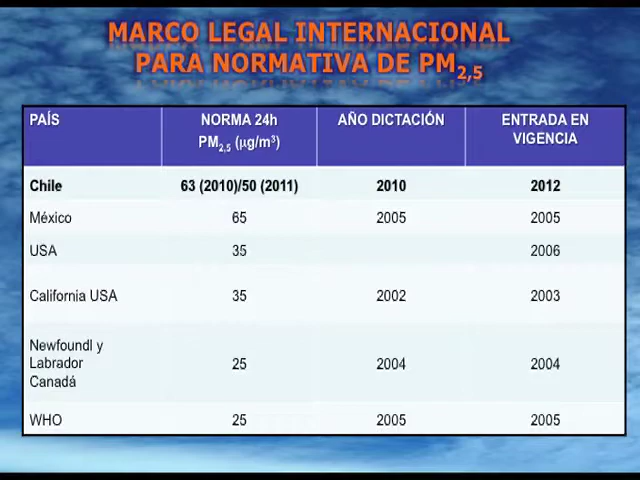 MARCO LEGAL INTERNACIONAL
PARA NORMATIVA DE PM2,5
PAÍS NORMA 24h PM2,5 (µg/m³) AÑO DICTACIÓN ENTRADA EN VIGENCIA
Chile 63 (2010)/50 (2011) 2010 2012
México 65 2005 2005
USA 35 2006
California USA 35 2002 2003
Newfoundl y
Labrador
Canadá 25 2004 2004
WHO 25 2005 2005